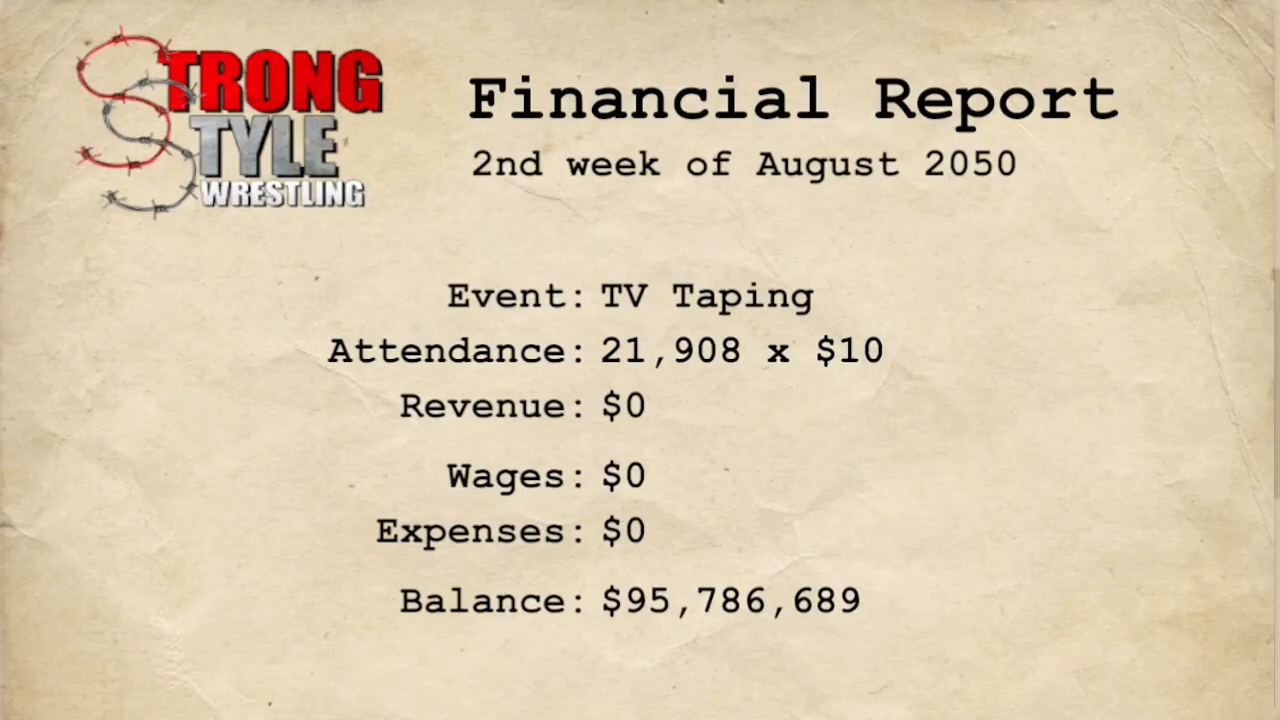 STRONG
STYLE
WRESTLING
Financial Report
2nd week of August 2050
Event: TV Taping
Attendance: 21,908 x $10
Revenue: $0
Wages: $0
Expenses: $0
Balance: $95,786,689